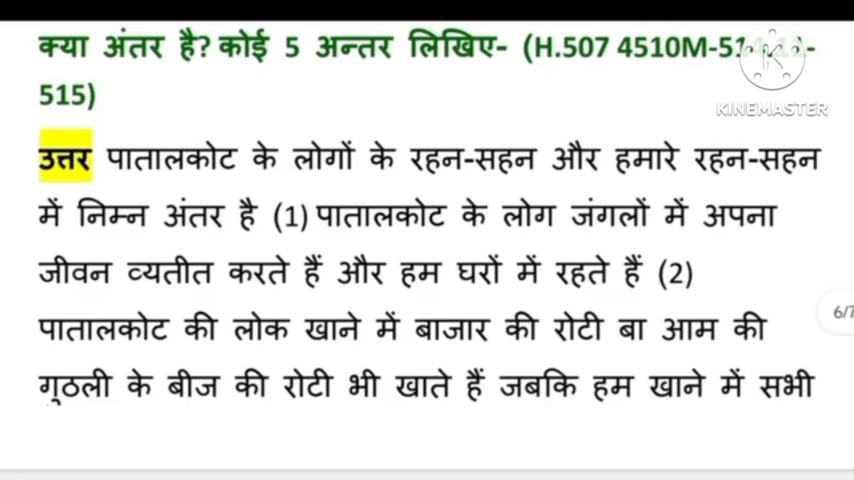 क्या अंतर है? कोई 5 अन्तर लिखिए- (H.507 4510M-514,11-
515)
KINEMASTER
उत्तर पातालकोट के लोगों के रहन-सहन और हमारे रहन-सहन
में निम्न अंतर है (1) पातालकोट के लोग जंगलों में अपना
जीवन व्यतीत करते हैं और हम घरों में रहते हैं (2)
पातालकोट की लोक खाने में बाजार की रोटी बा आम की
6/7
गुठली के बीज की रोटी भी खाते हैं जबकि हम खाने में सभी